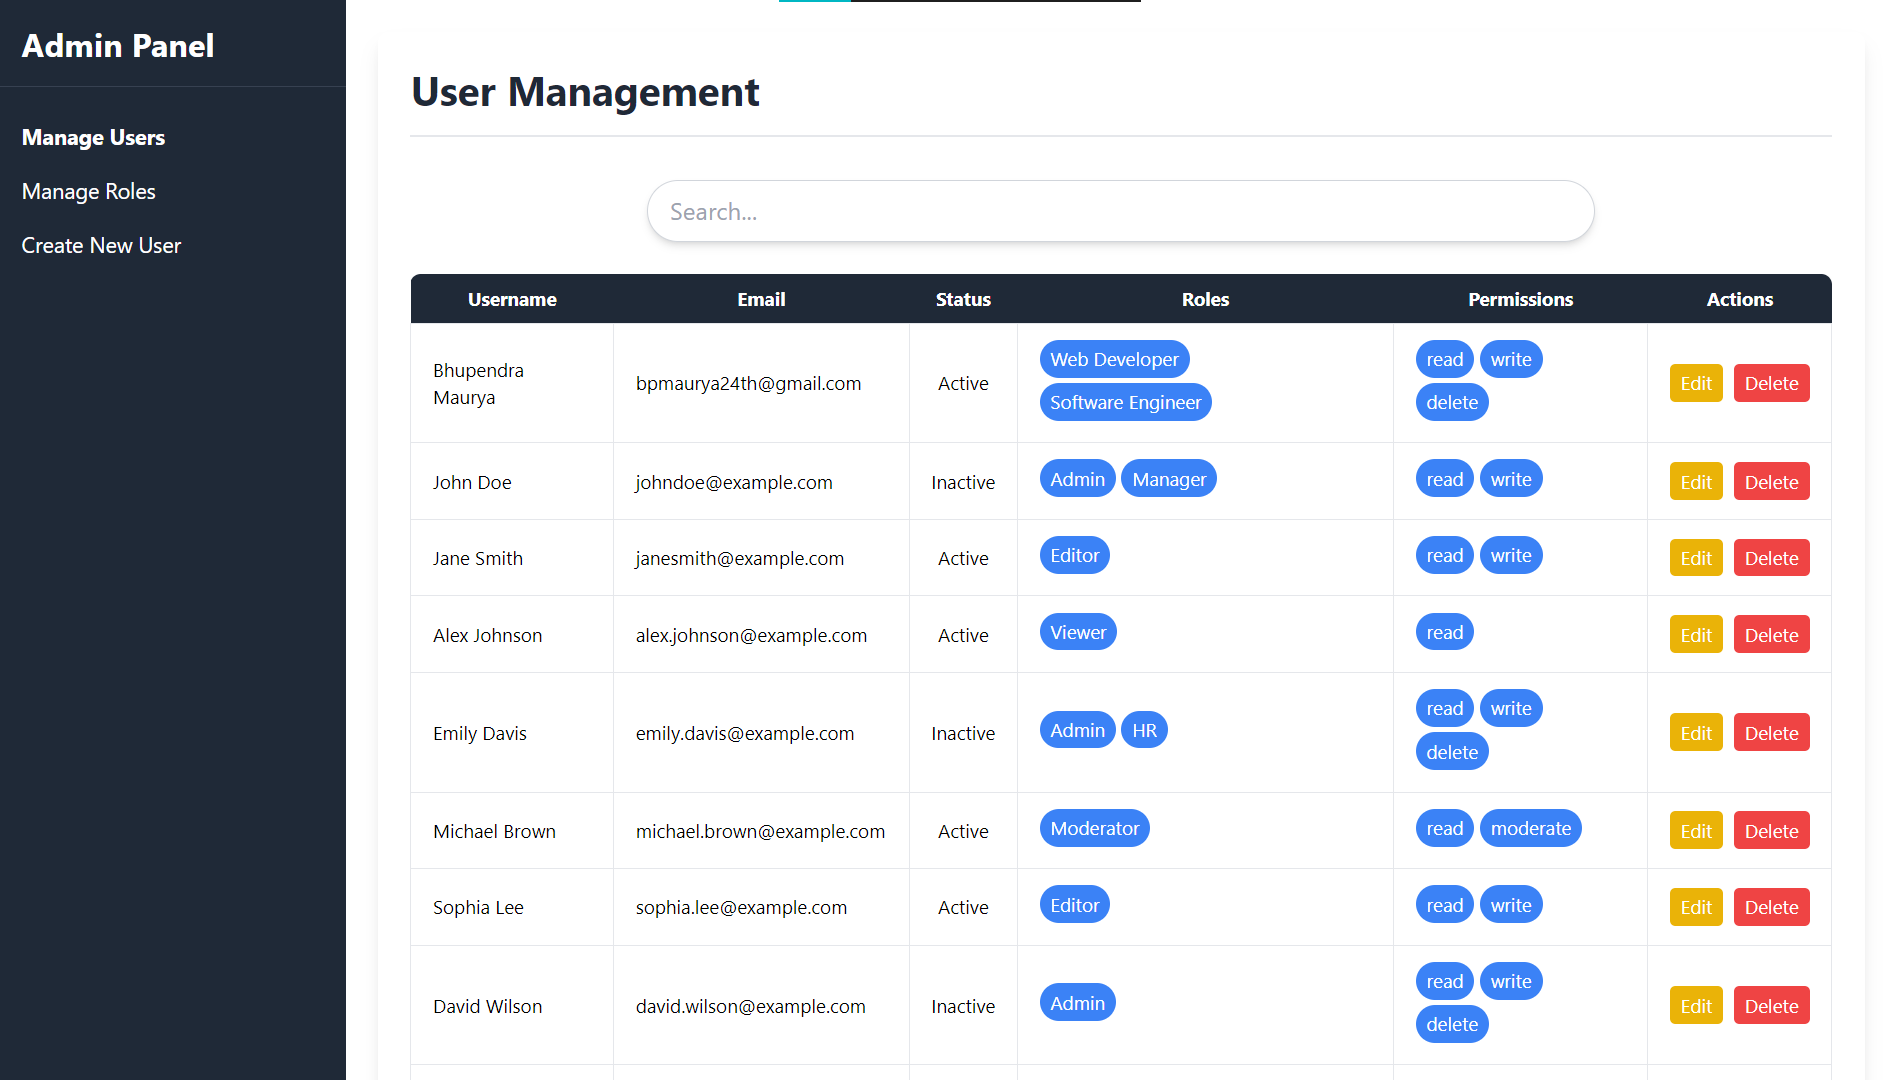 Admin Panel
Manage Users
Manage Roles
Create New User
User Management
Search...
Username Email Status Roles Permissions Actions
Bhupendra Maurya bpmaurya24th@gmail.com Active Web Developer Software Engineer read write delete Edit Delete
John Doe johndoe@example.com Inactive Admin Manager read write Edit Delete
Jane Smith janesmith@example.com Active Editor read write Edit Delete
Alex Johnson alex.johnson@example.com Active Viewer read Edit Delete
Emily Davis emily.davis@example.com Inactive Admin HR read write delete Edit Delete
Michael Brown michael.brown@example.com Active Moderator read moderate Edit Delete
Sophia Lee sophia.lee@example.com Active Editor read write Edit Delete
David Wilson david.wilson@example.com Inactive Admin read write delete Edit Delete